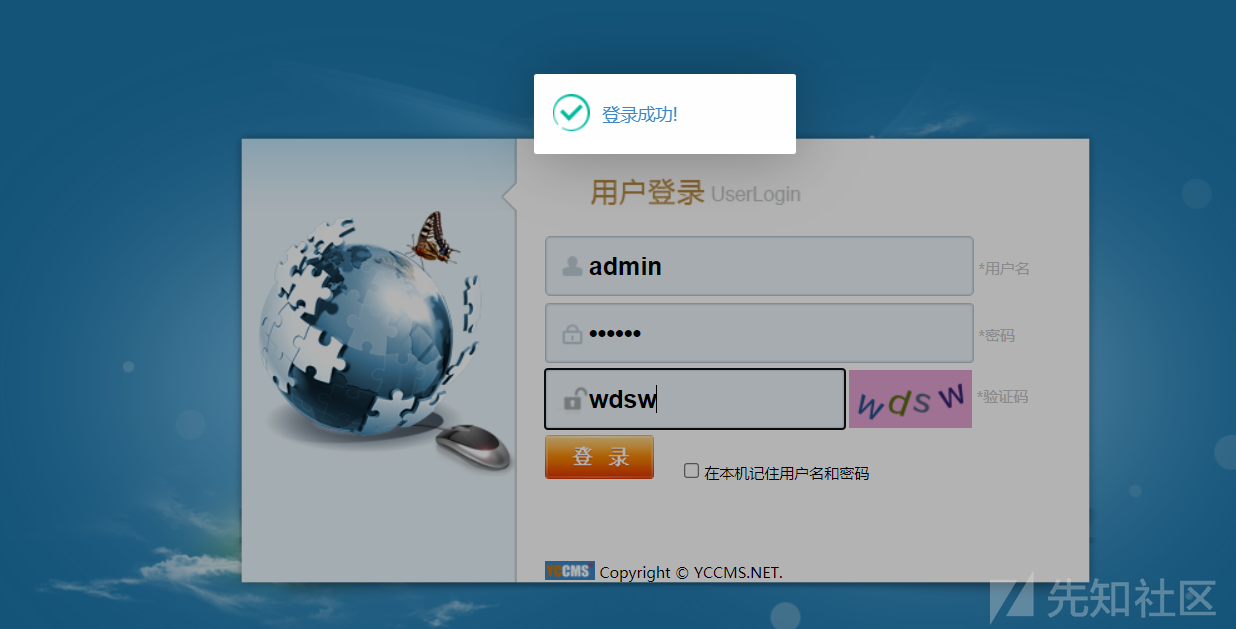 登录成功!
用户登录 UserLogin
admin
*用户名
••••••
*密码
wdsw
wdsw
*验证码
登 录
在本机记住用户名和密码
YCCMS Copyright © YCCMS.NET.
先知社区